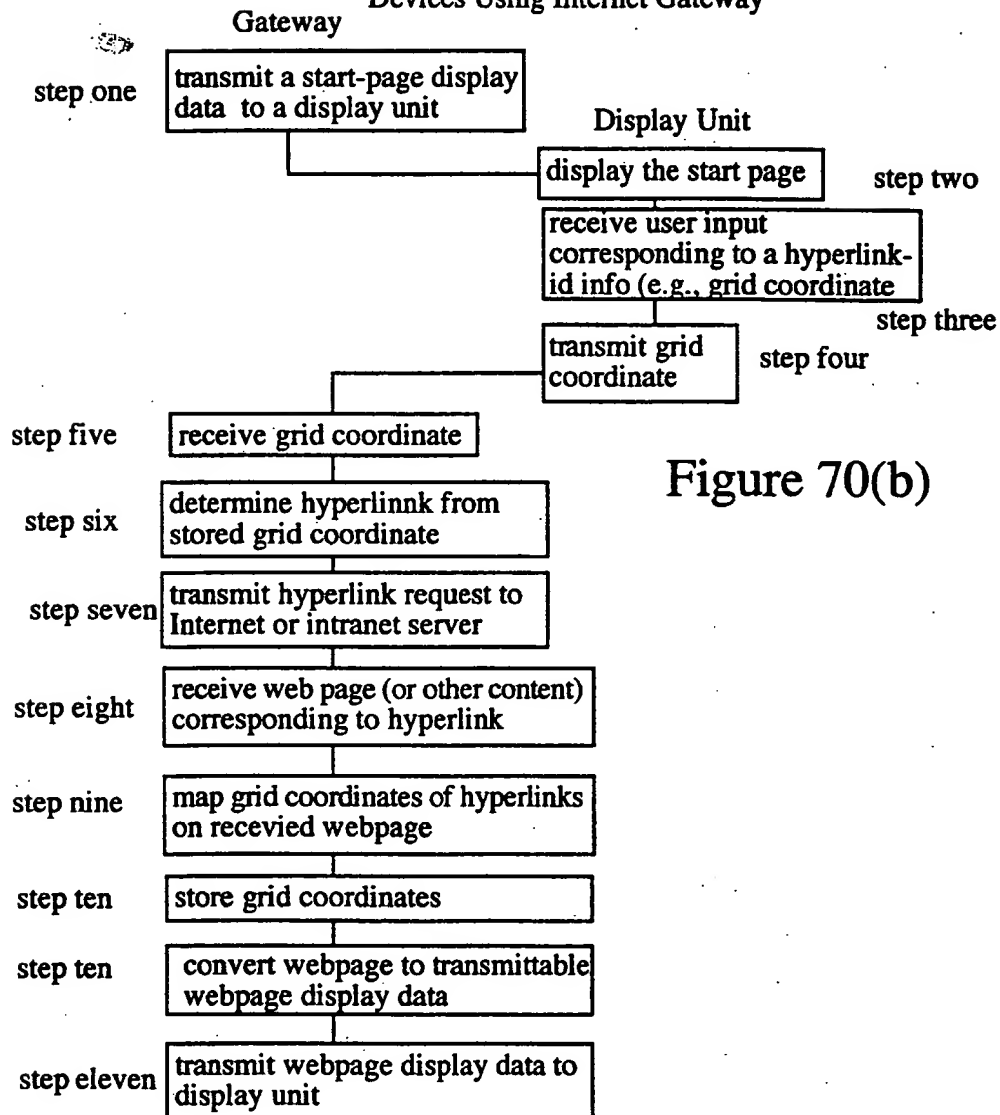 Devices Using Internet Gateway
Gateway
step one
transmit a start-page display
data to a display unit
Display Unit
display the start page
step two
receive user input
corresponding to a hyperlink-
id info (e.g., grid coordinate
step three
transmit grid
coordinate
step four
step five
receive grid coordinate
Figure 70(b)
step six
determine hyperlinnk from
stored grid coordinate
step seven
transmit hyperlink request to
Internet or intranet server
step eight
receive web page (or other content)
corresponding to hyperlink
step nine
map grid coordinates of hyperlinks
on recevied webpage
step ten
store grid coordinates
step ten
convert webpage to transmittable
webpage display data
step eleven
transmit webpage display data to
display unit